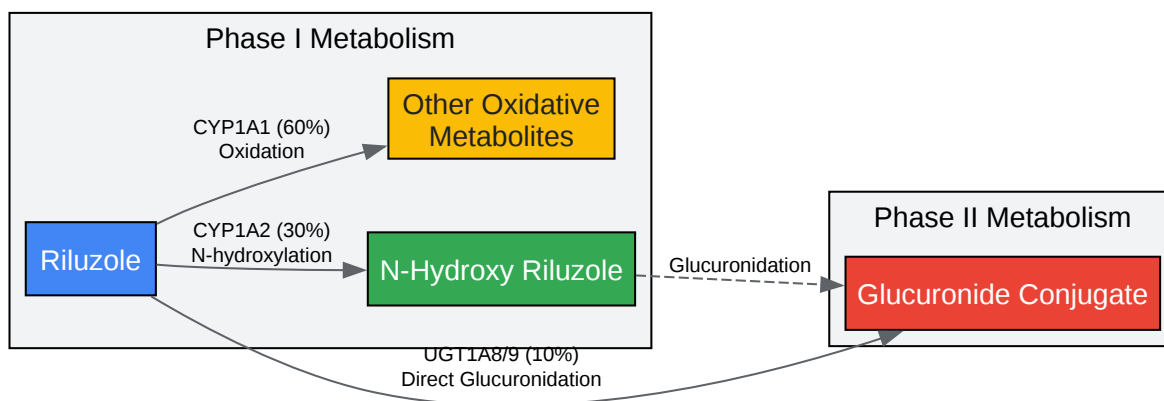 Phase I Metabolism
Other Oxidative
Metabolites
CYP1A1 (60%)
Oxidation
Riluzole
CYP1A2 (30%)
N-hydroxylation
N-Hydroxy Riluzole
Glucuronidation
Phase II Metabolism
Glucuronide Conjugate
UGT1A8/9 (10%)
Direct Glucuronidation